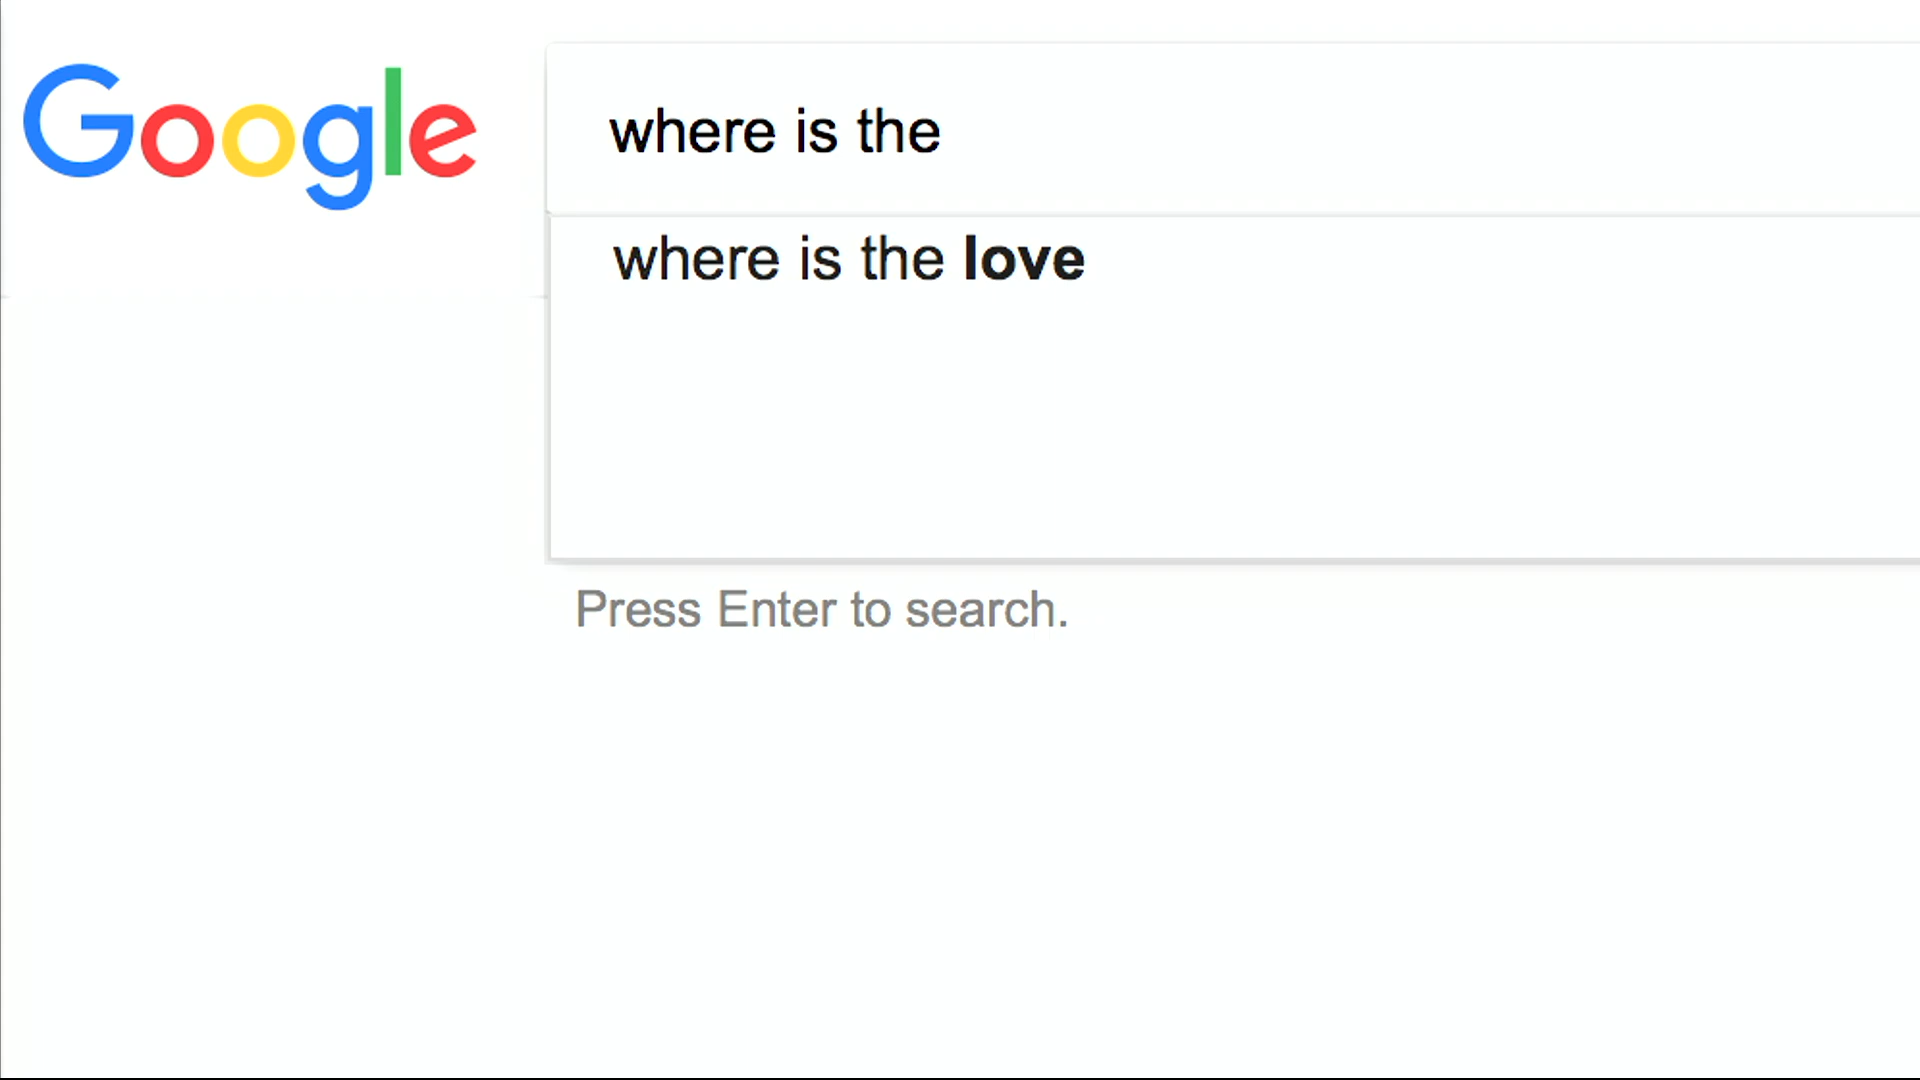 Google
where is the
where is the love
Press Enter to search.